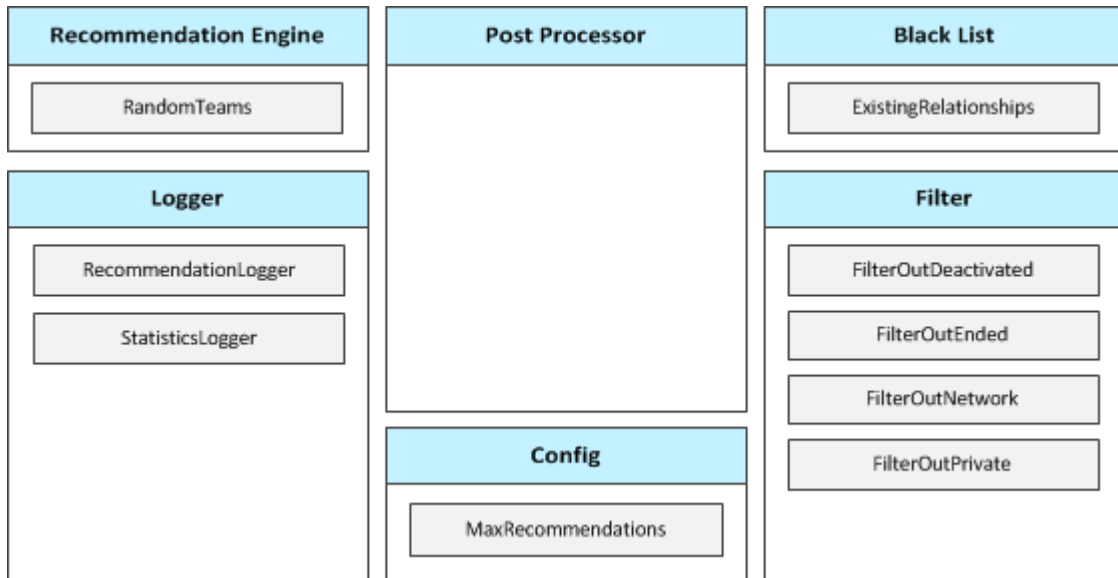 Recommendation Engine
RandomTeams
Logger
RecommendationLogger
StatisticsLogger
Post Processor
Config
MaxRecommendations
Black List
ExistingRelationships
Filter
FilterOutDeactivated
FilterOutEnded
FilterOutNetwork
FilterOutPrivate